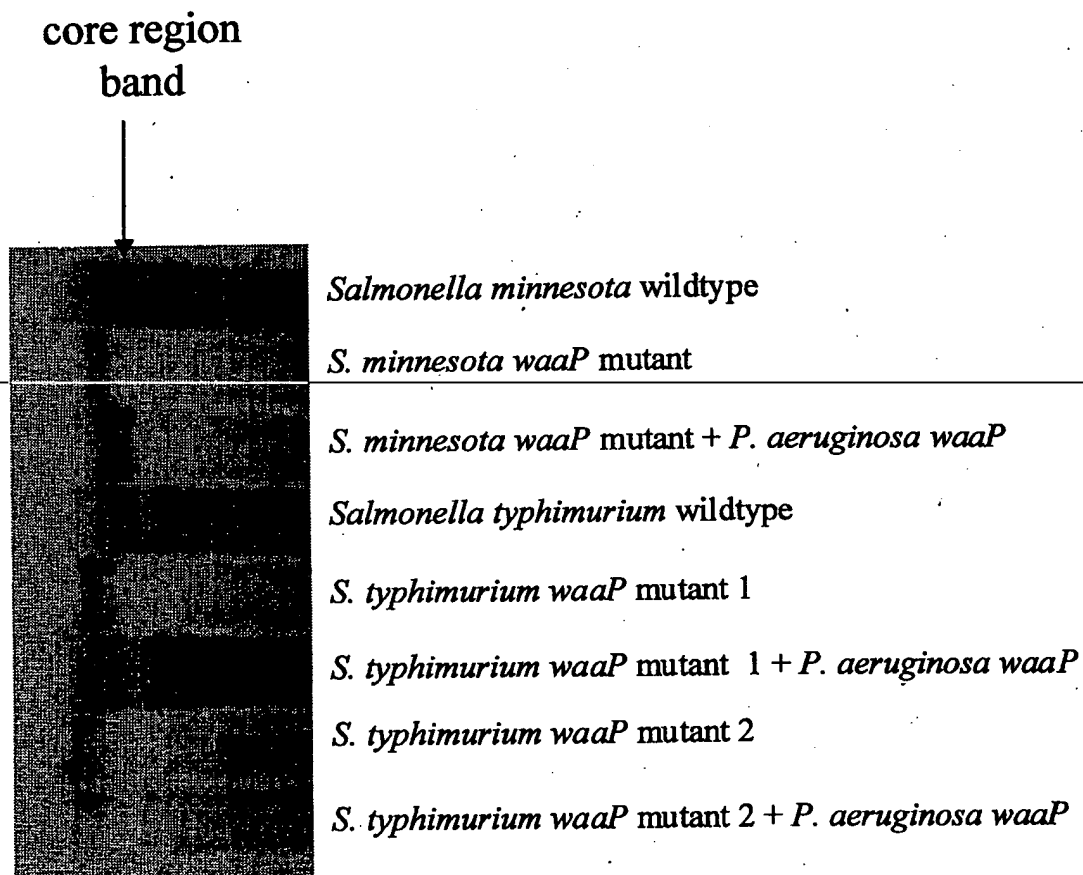 core region
band
Salmonella minnesota wildtype
S. minnesota waaP mutant
S. minnesota waaP mutant + P. aeruginosa waaP
Salmonella typhimurium wildtype
S. typhimurium waaP mutant 1
S. typhimurium waaP mutant 1 + P. aeruginosa waaP
S. typhimurium waaP mutant 2
S. typhimurium waaP mutant 2 + P. aeruginosa waaP